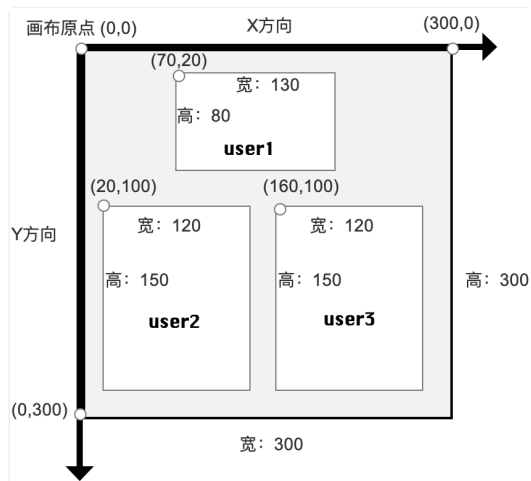 画布原点 (0,0)
X方向
(300,0)
(70,20)
宽：130
高：80
user1
(20,100)
(160,100)
宽：120
宽：120
Y方向
高：150
高：150
高：300
user2
user3
(0,300)
宽：300